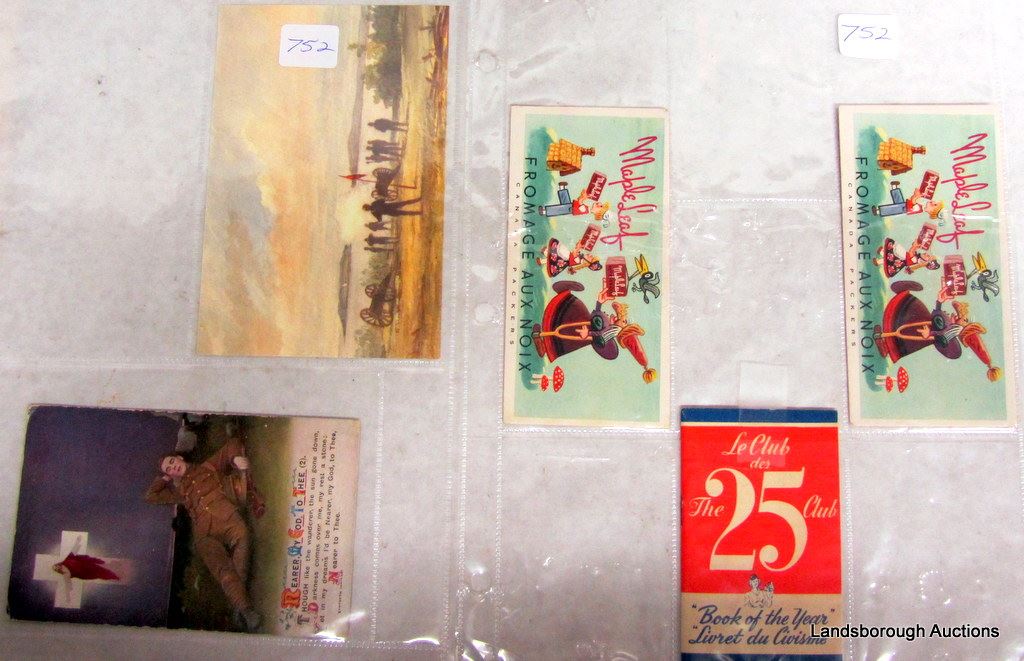 752
752
Maple Leaf
FROMAGE AUX NOIX
CANADA PACKERS
Maple Leaf
FROMAGE AUX NOIX
CANADA PACKERS
NEARER, MY GOD, TO THEE (2).
THOUGH like the wanderer, the sun gone down,
Darkness comes over me, my rest a stone;
et in my dreams I'd be Nearer, my God, to Thee,
Nearer to Thee.
Le Club
des
The 25 Club
"Book of the Year"
"Livret du Civisme
Landsborough Auctions